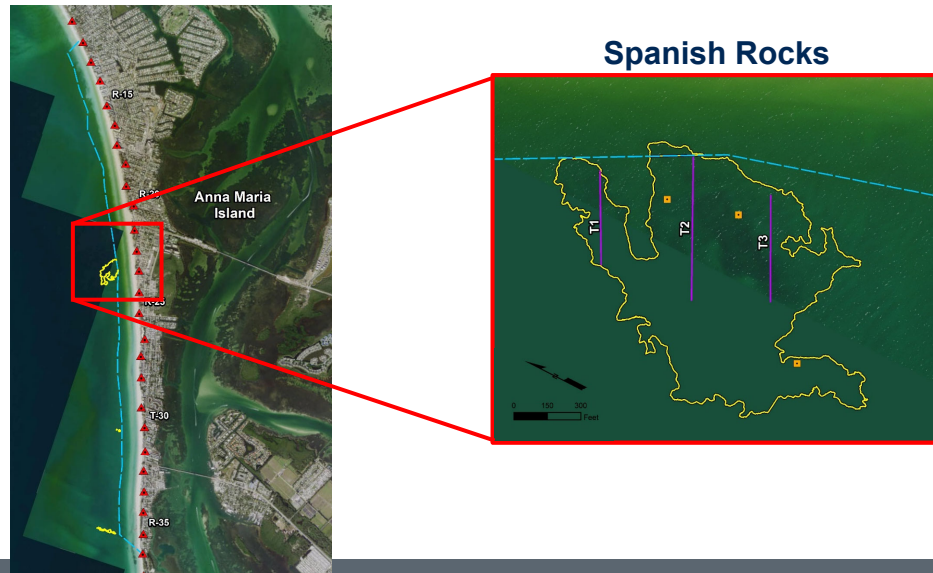 Spanish Rocks
R-15
R-20
Anna Maria
Island
R-25
T-30
R-35
T1
T2
T3
0 150 300
Feet